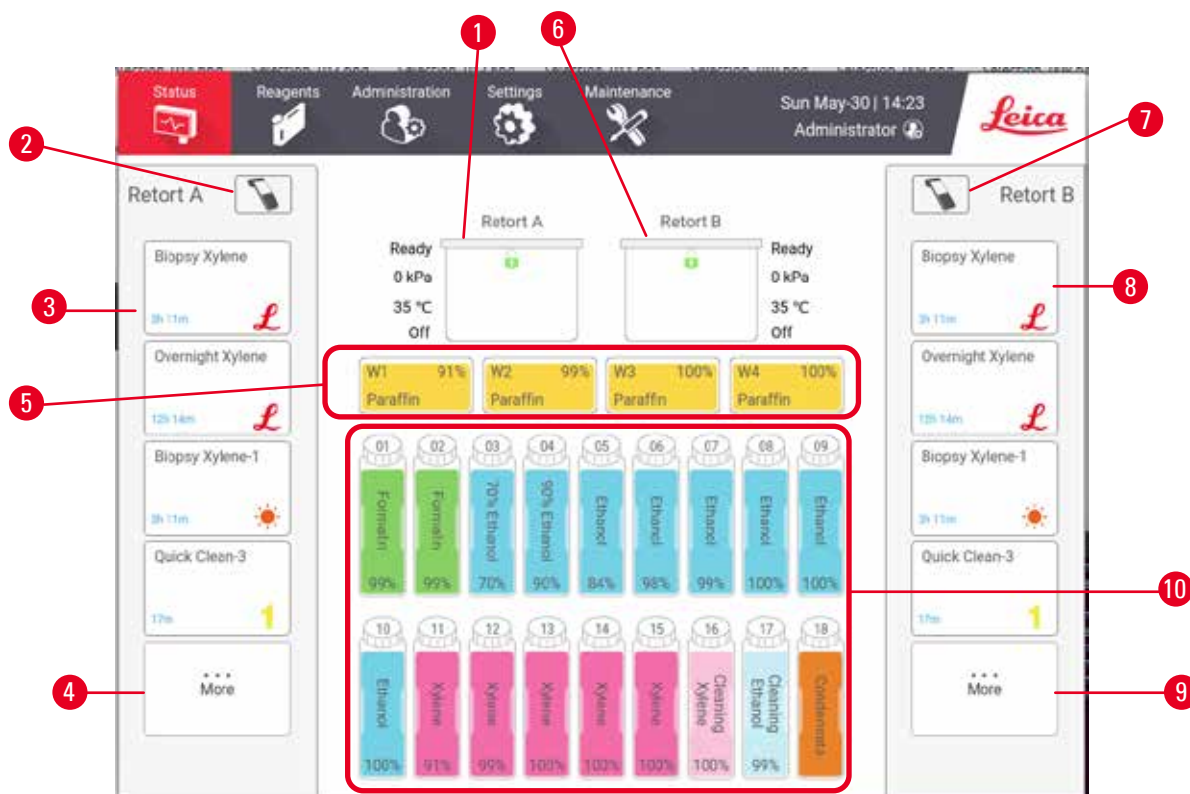 1
6
Status
Reagents
Administration
Settings
Maintenance
Sun May-30 | 14:23
Administrator
Leica
2
7
Retort A
Retort B
Retort A
Retort B
Ready
0 kPa
35 °C
Off
Ready
0 kPa
35 °C
Off
3
Biopsy Xylene
3h 11m
L
Overnight Xylene
12h 14m
L
Biopsy Xylene-1
3h 11m
Quick Clean-3
17m
1
4
... More
5
W1 91%
Paraffin
W2 99%
Paraffin
W3 100%
Paraffin
W4 100%
Paraffin
01
Formalin
99%
02
Formalin
99%
03
70% Ethanol
70%
04
90% Ethanol
90%
05
Ethanol
84%
06
Ethanol
98%
07
Ethanol
99%
08
Ethanol
100%
09
Ethanol
100%
10
Ethanol
100%
11
Xylene
91%
12
Xylene
99%
13
Xylene
100%
14
Xylene
100%
15
Xylene
100%
16
Cleaning
Xylene
100%
17
Cleaning
Ethanol
99%
18
Condensate
8
Biopsy Xylene
3h 11m
L
Overnight Xylene
12h 14m
L
Biopsy Xylene-1
3h 11m
Quick Clean-3
17m
1
... More
9
10